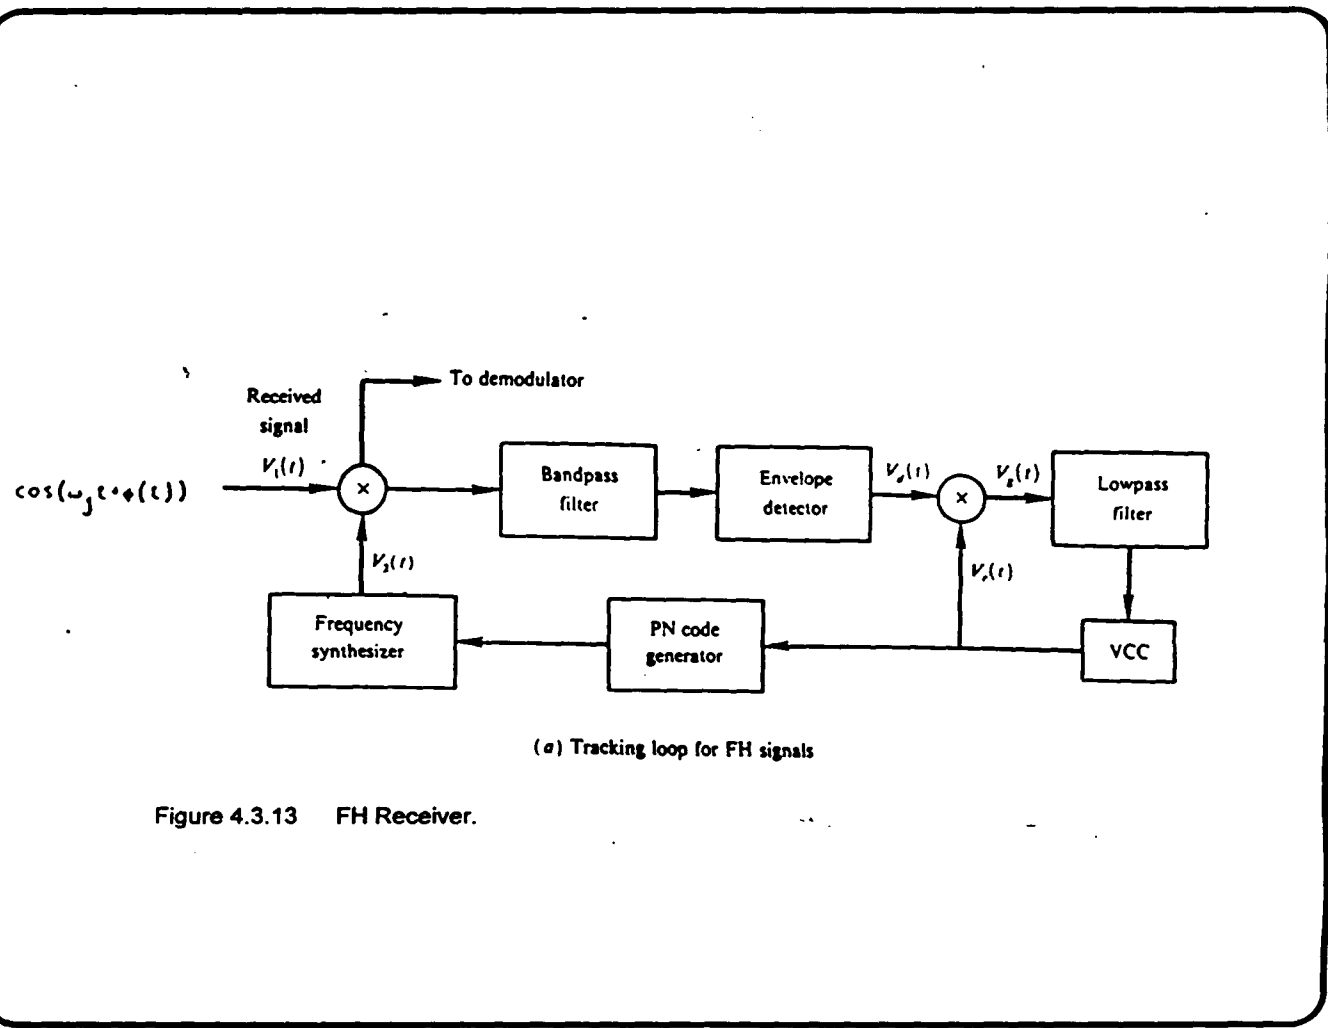 To demodulator
Received
signal
V₁(t)
cos(ωⱼt+φ(t))
×
Bandpass
filter
Envelope
detector
V_d(t)
×
V_g(t)
Lowpass
filter
V₂(t)
V_r(t)
Frequency
synthesizer
PN code
generator
VCC
(a) Tracking loop for FH signals
Figure 4.3.13 FH Receiver.